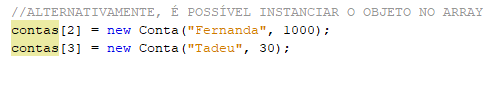 //ALTERNATIVAMENTE, É POSSÍVEL INSTANCIAR O OBJETO NO ARRAY
contas[2] = new Conta("Fernanda", 1000);
contas[3] = new Conta("Tadeu", 30);